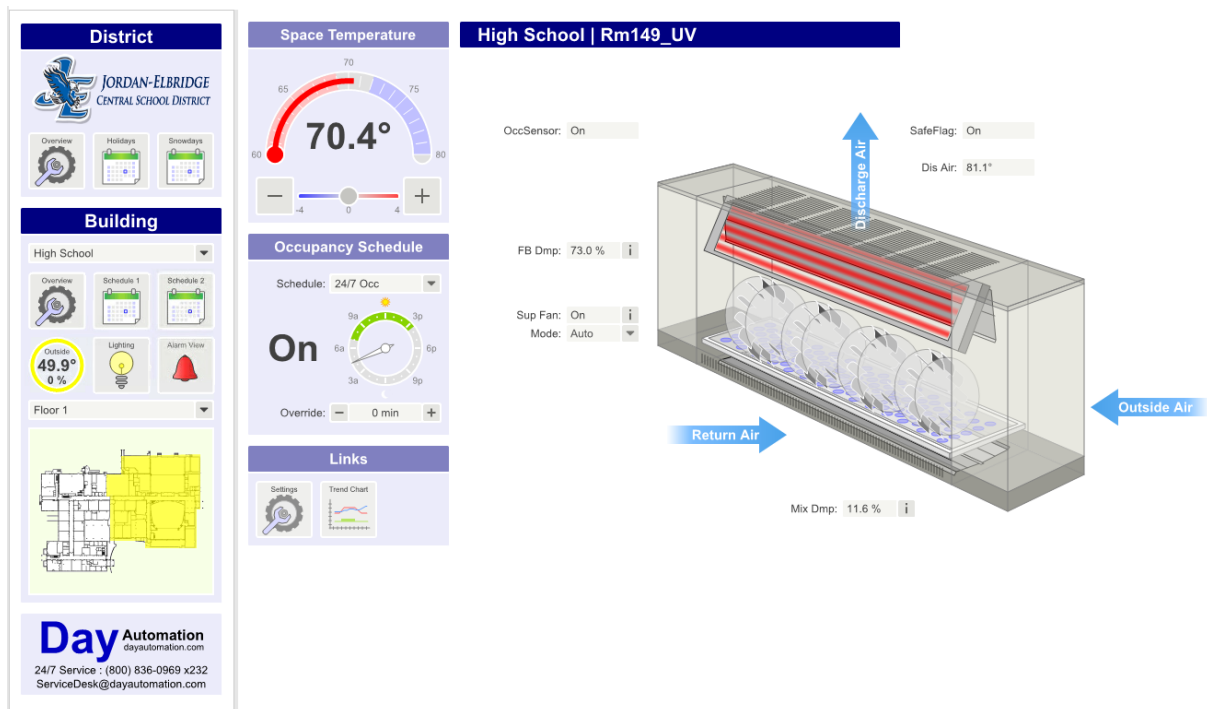 District
JORDAN-ELBRIDGE
CENTRAL SCHOOL DISTRICT
Overview
Holidays
Snowdays
Building
High School
Overview
Schedule 1
Schedule 2
Outside
49.9°
0 %
Lighting
Alarm View
Floor 1
Day Automation
dayautomation.com
24/7 Service : (800) 836-0969 x232
ServiceDesk@dayautomation.com
Space Temperature
70
65
75
60
80
70.4°
−
+
-4
0
4
Occupancy Schedule
Schedule: 24/7 Occ
On
9a
3p
6a
6p
3a
9p
Override: − 0 min +
Links
Settings
Trend Chart
High School | Rm149_UV
OccSensor: On
SafeFlag: On
Dis Air: 81.1°
Discharge Air
FB Dmp: 73.0 % i
Sup Fan: On i
Mode: Auto
Outside Air
Return Air
Mix Dmp: 11.6 % i